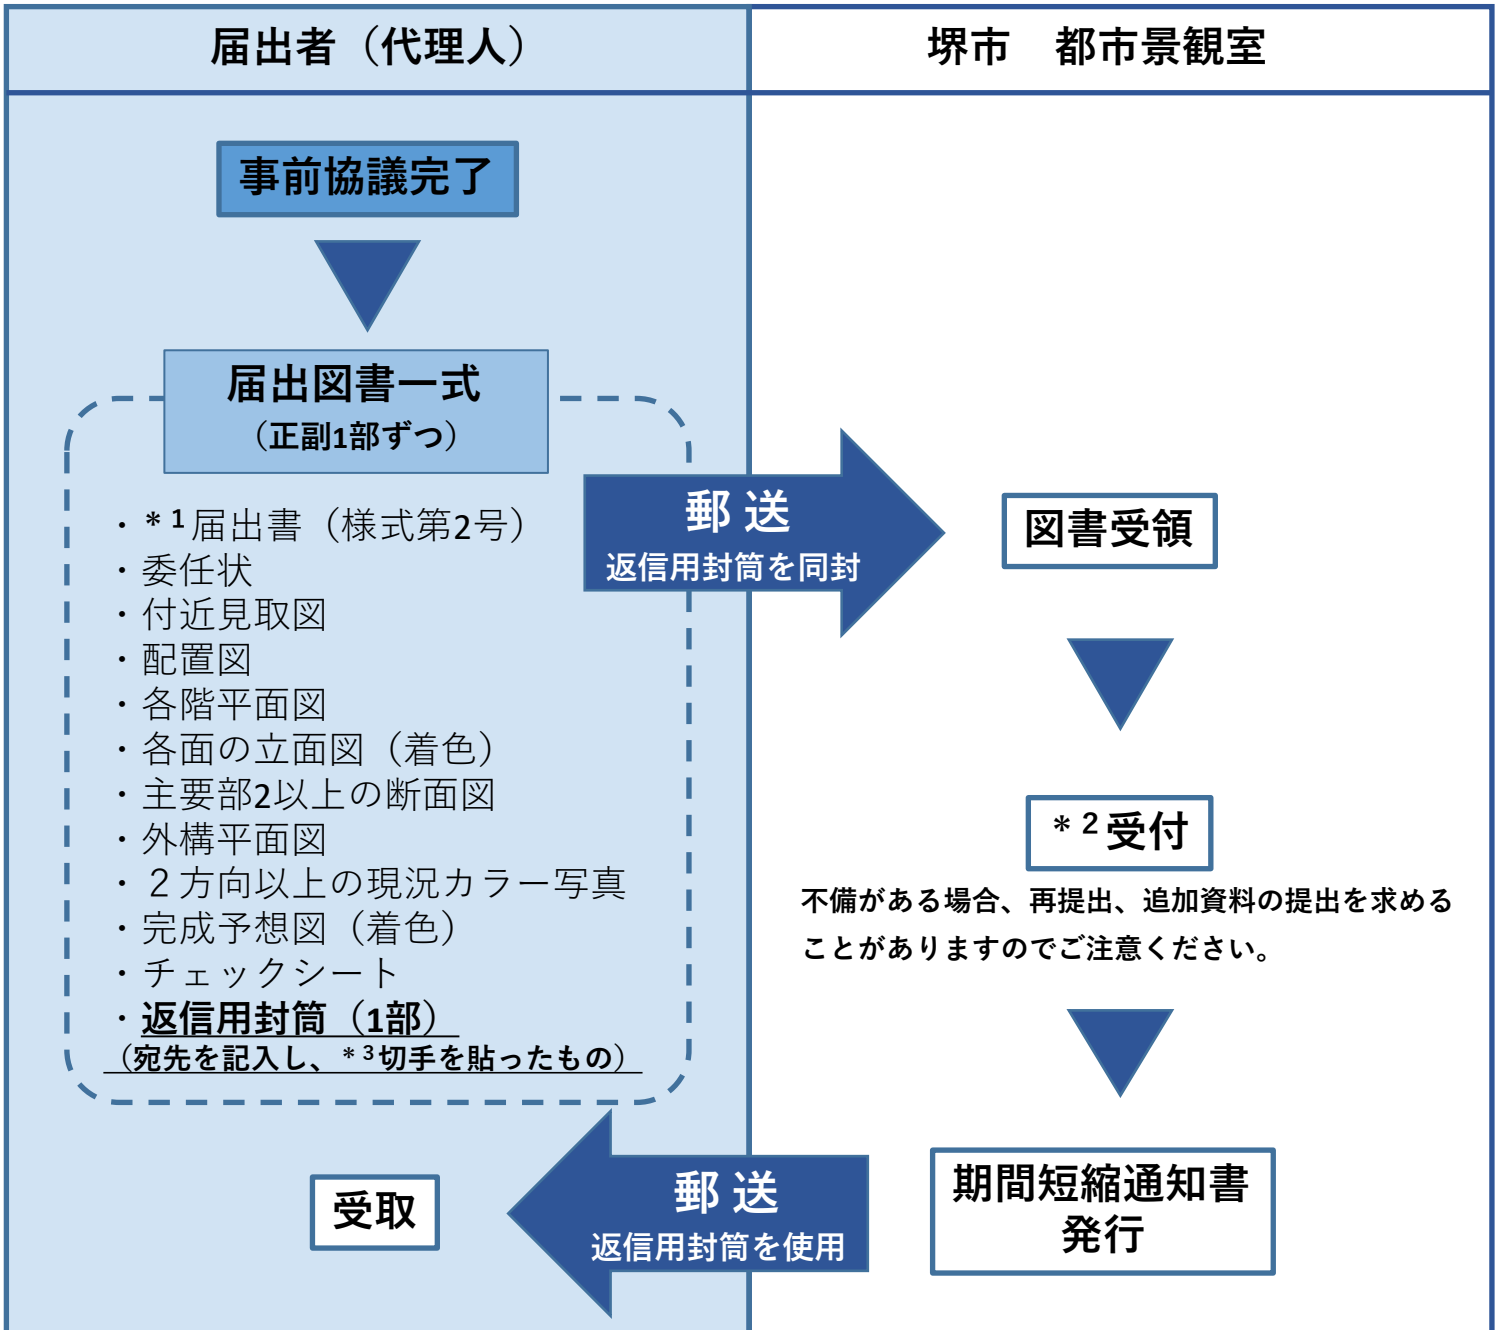 届出者（代理人）
堺市　都市景観室
事前協議完了
届出図書一式
（正副1部ずつ）
・＊１届出書（様式第2号）
・委任状
・付近見取図
・配置図
・各階平面図
・各面の立面図（着色）
・主要部2以上の断面図
・外構平面図
・２方向以上の現況カラー写真
・完成予想図（着色）
・チェックシート
・返信用封筒（1部）
（宛先を記入し、＊３切手を貼ったもの）
郵 送
返信用封筒を同封
図書受領
＊２受付
不備がある場合、再提出、追加資料の提出を求める
ことがありますのでご注意ください。
期間短縮通知書
発行
郵 送
返信用封筒を使用
受取